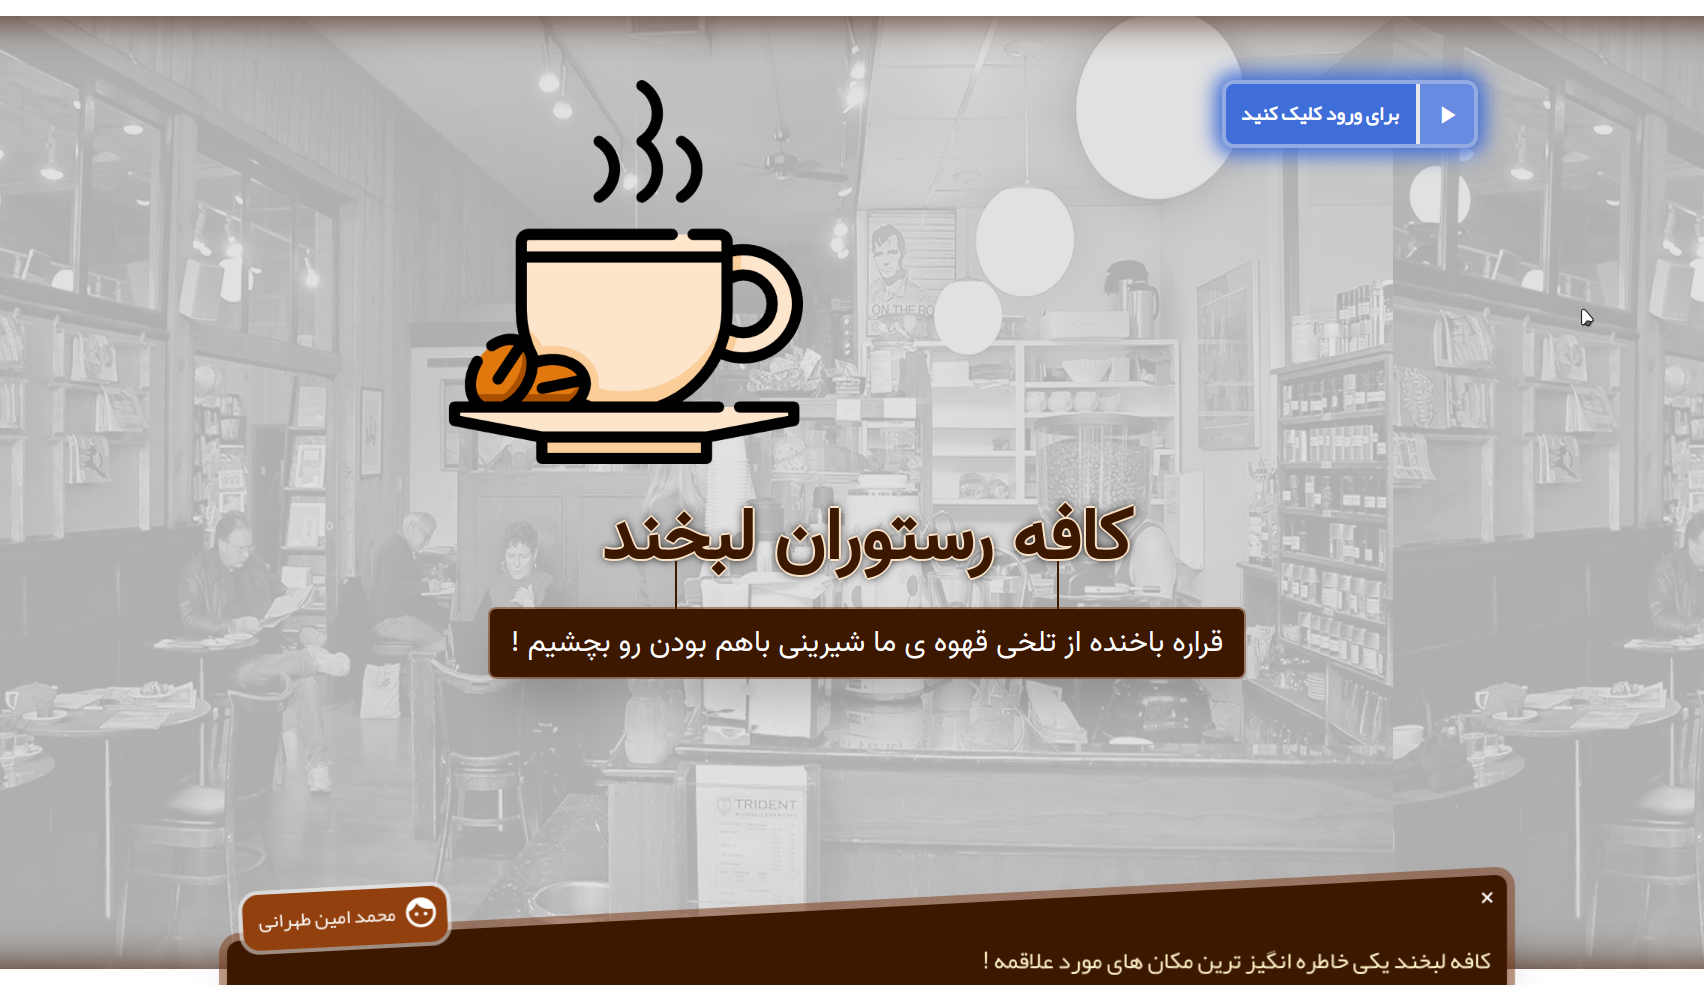 برای ورود کلیک کنید
ON THE RO
کافه رستوران لبخند
قراره باخنده از تلخی قهوه ی ما شیرینی باهم بودن رو بچشیم !
TRIDENT
محمد امین طهرانی
کافه لبخند یکی خاطره انگیز ترین مکان های مورد علاقمه !